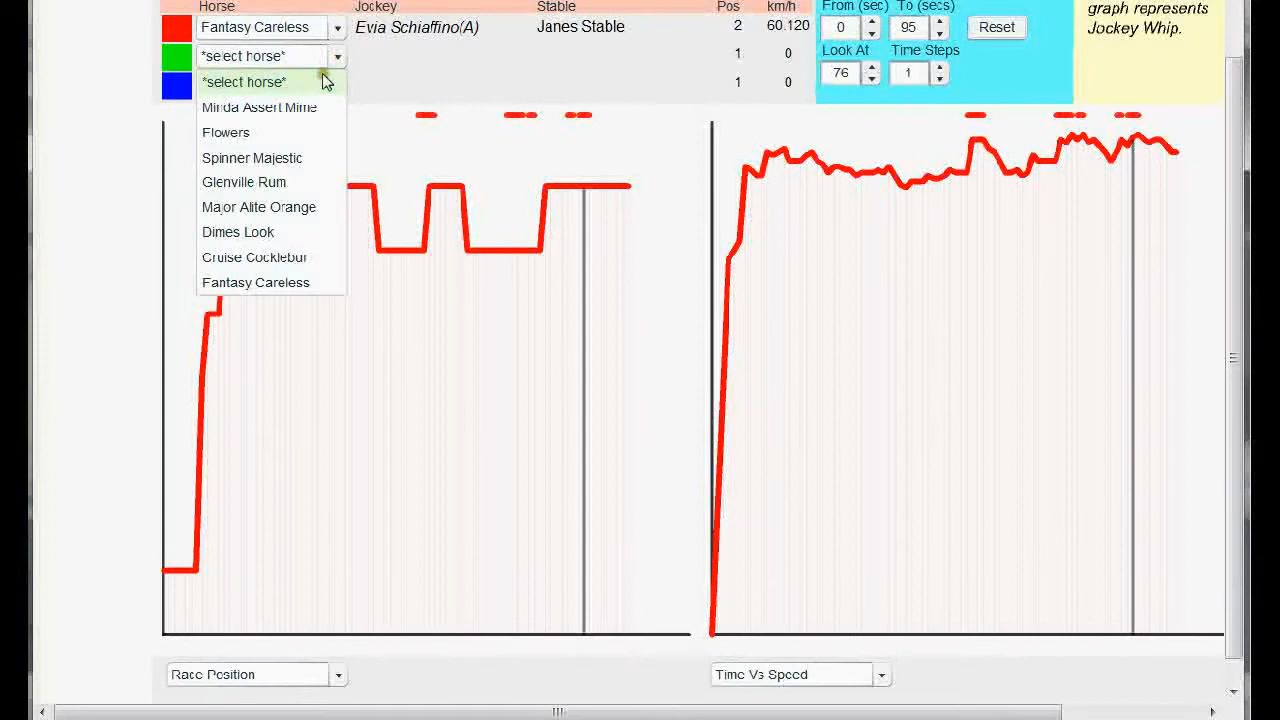 Horse Jockey Stable Pos km/h From (sec) To (secs) graph represents
Fantasy Careless Evia Schiaffino(A) Janes Stable 2 60.120 0 95 Reset Jockey Whip.
*select horse* 1 0 Look At Time Steps
*select horse* 1 0 76 1
Minda Assert Mime
Flowers
Spinner Majestic
Glenville Rum
Major Alite Orange
Dimes Look
Cruise Cocklebur
Fantasy Careless
Race Position Time Vs Speed